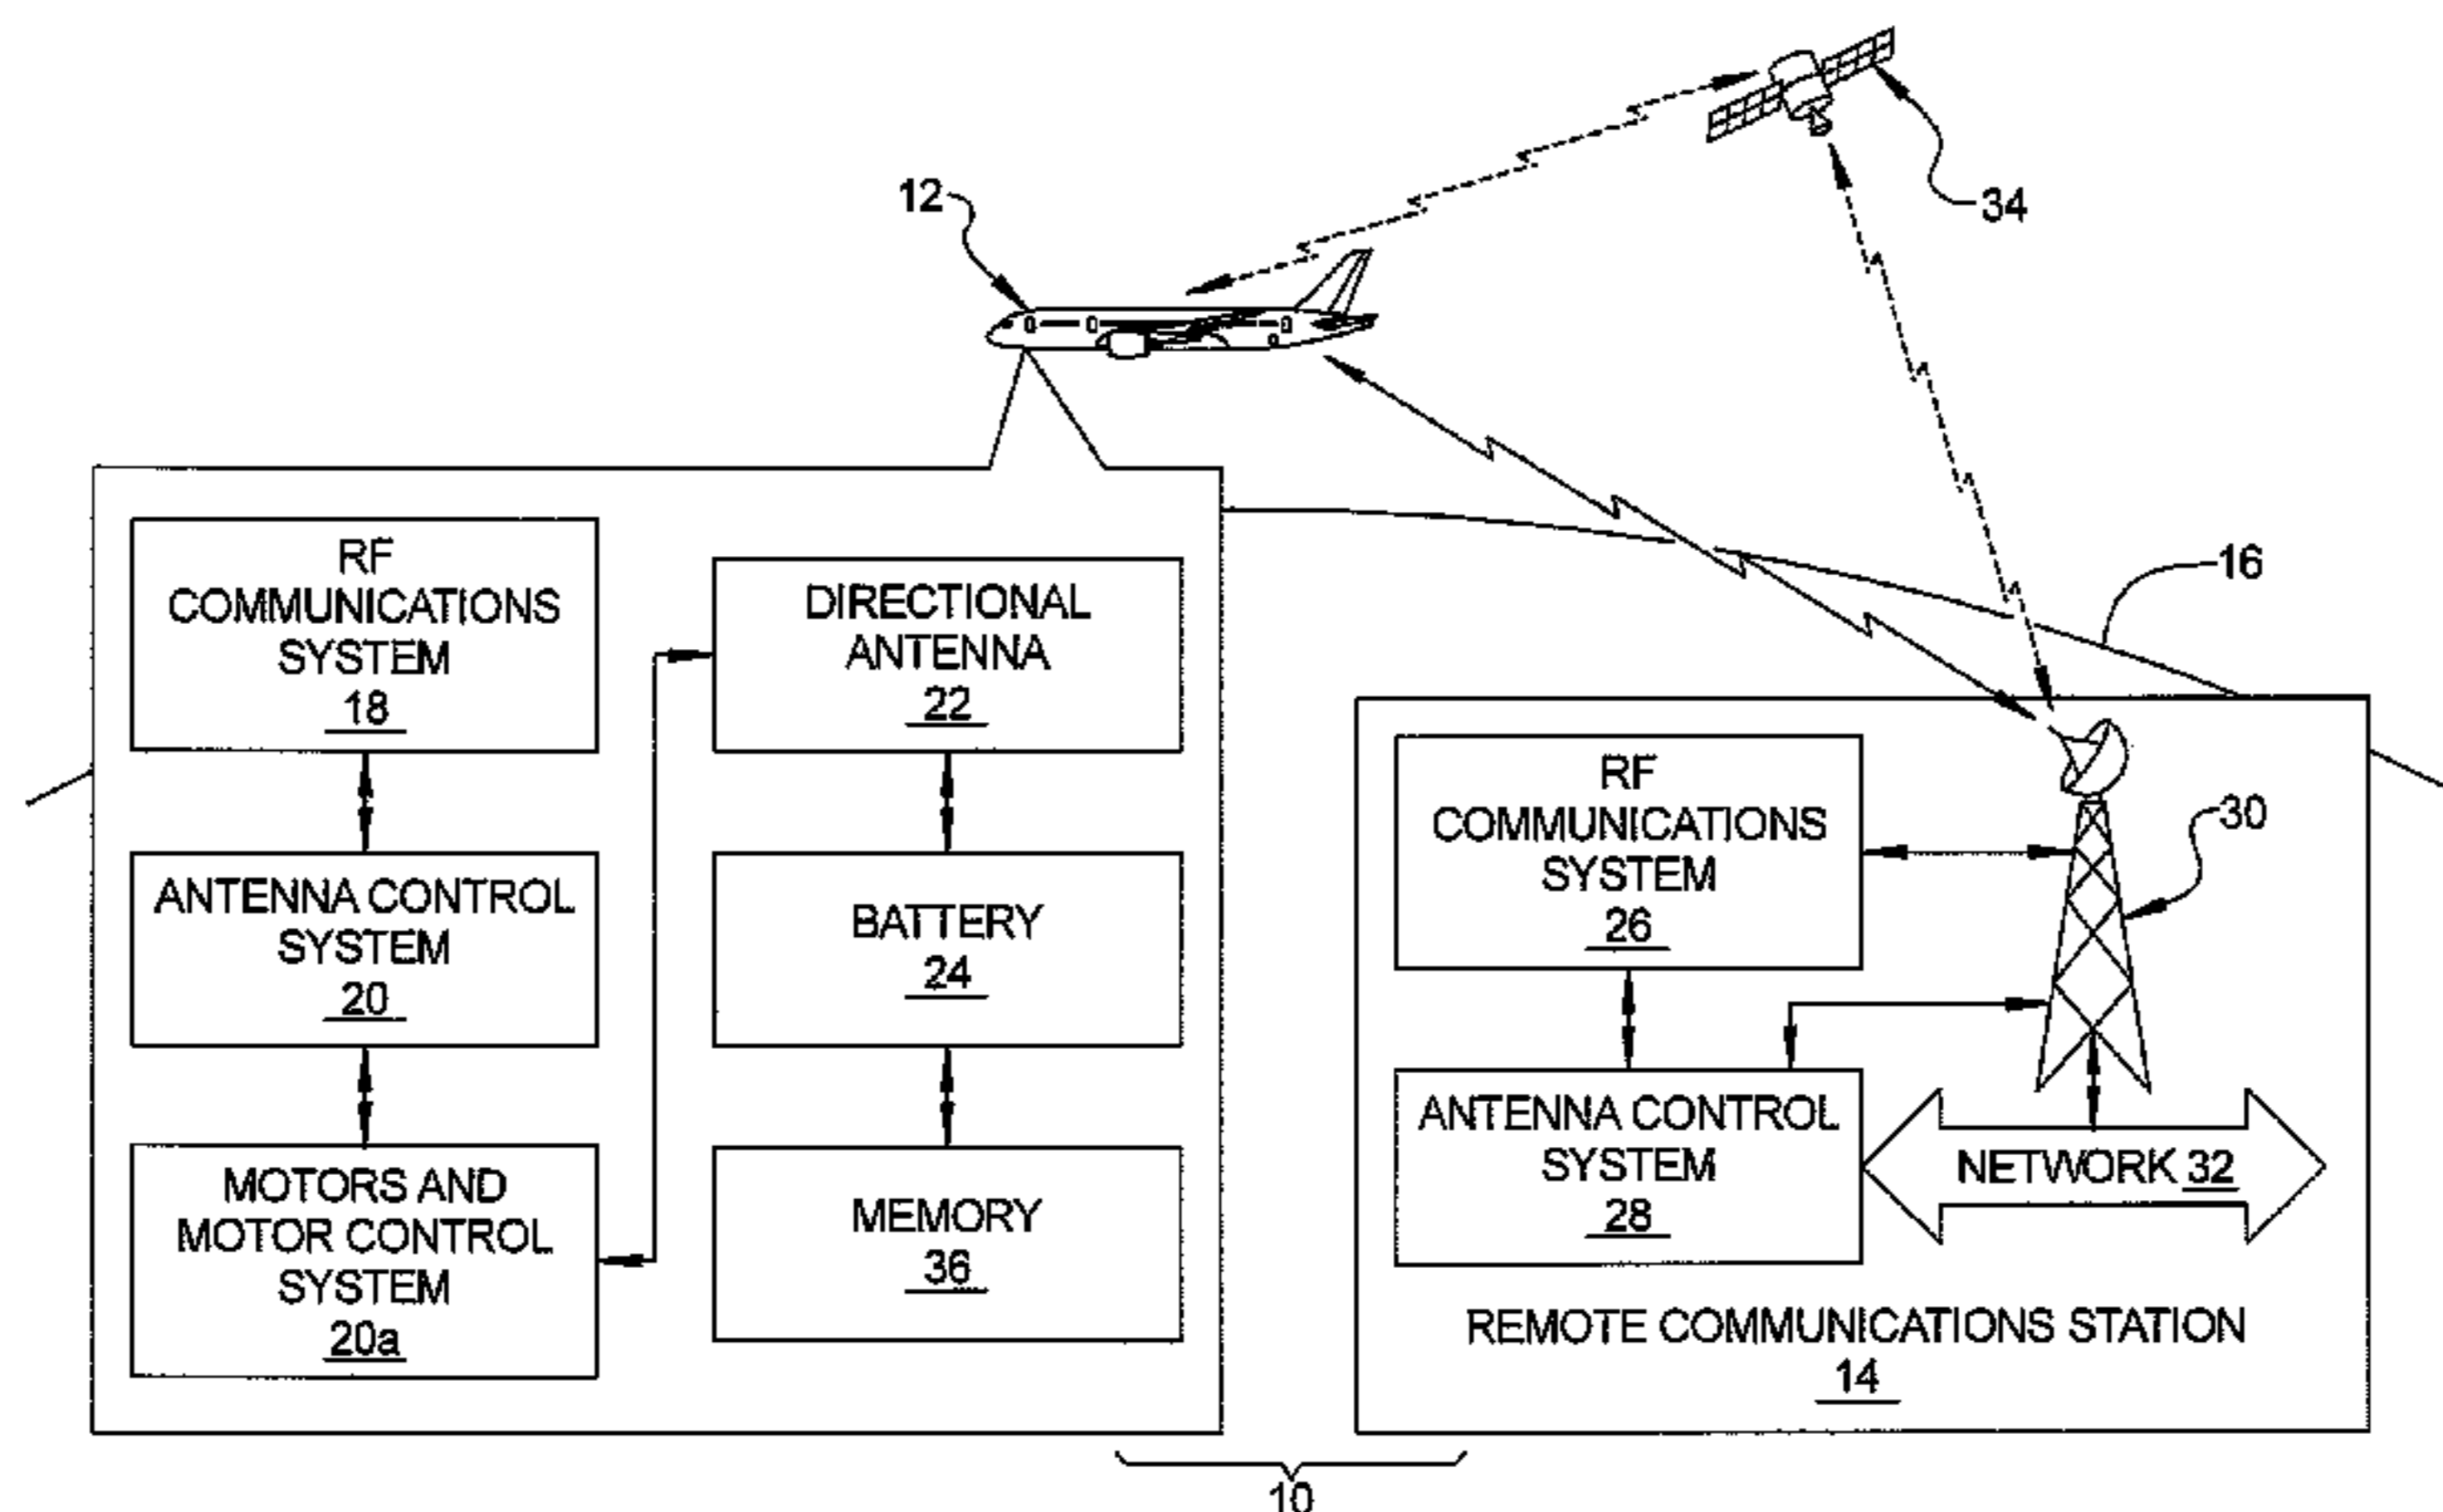 34
12
16
RF
COMMUNICATIONS
SYSTEM
18
DIRECTIONAL
ANTENNA
22
ANTENNA CONTROL
SYSTEM
20
BATTERY
24
MOTORS AND
MOTOR CONTROL
SYSTEM
20a
MEMORY
36
RF
COMMUNICATIONS
SYSTEM
26
30
ANTENNA CONTROL
SYSTEM
28
NETWORK 32
REMOTE COMMUNICATIONS STATION
14
10